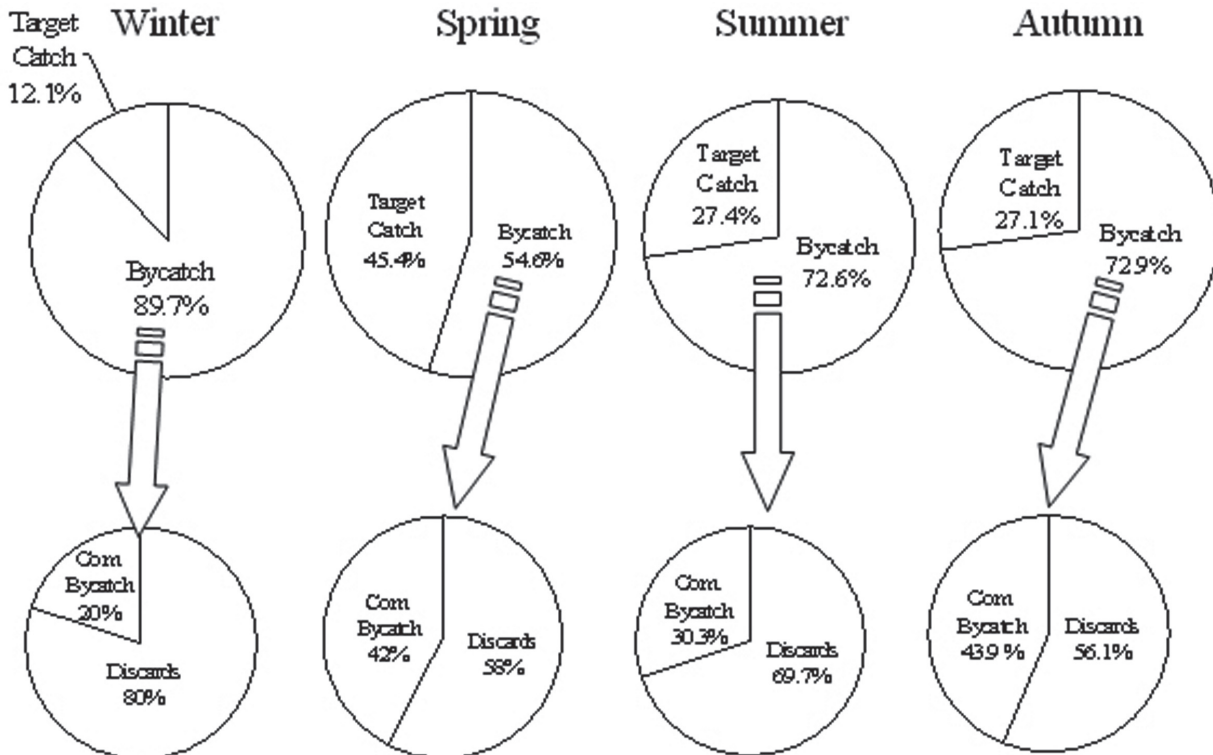 Winter
Target
Catch
12.1%
Bycatch
89.7%
Com
Bycatch
20%
Discards
80%
Spring
Target
Catch
45.4%
Bycatch
54.6%
Com
Bycatch
42%
Discards
58%
Summer
Target
Catch
27.4%
Bycatch
72.6%
Com
Bycatch
30.3%
Discards
69.7%
Autumn
Target
Catch
27.1%
Bycatch
72.9%
Com
Bycatch
43.9 %
Discards
56.1%